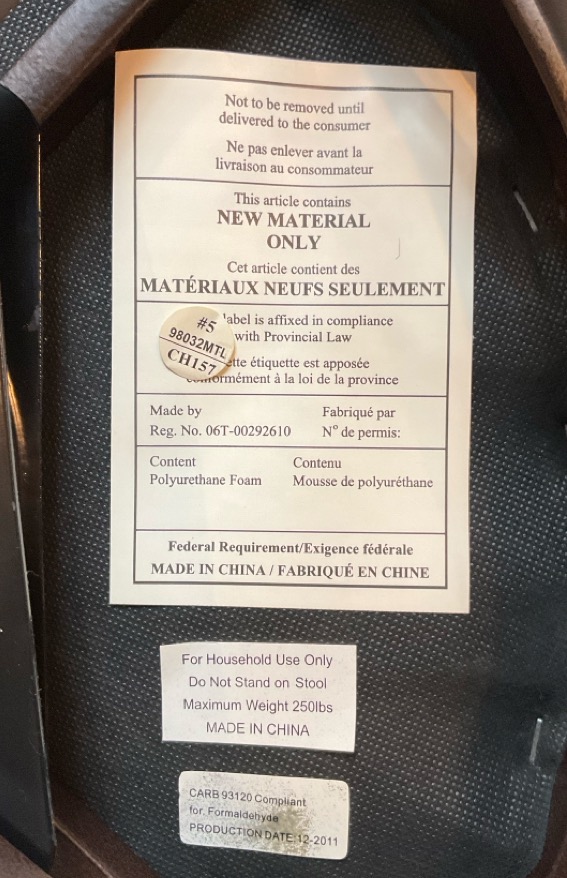 Not to be removed until
delivered to the consumer
Ne pas enlever avant la
livraison au consommateur
This article contains
NEW MATERIAL
ONLY
Cet article contient des
MATÉRIAUX NEUFS SEULEMENT
label is affixed in compliance
with Provincial Law
ette étiquette est apposée
formément à la loi de la province
#5
98032MTL
CH157
Made by
Reg. No. 06T-00292610
Fabriqué par
N° de permis:
Content
Polyurethane Foam
Contenu
Mousse de polyuréthane
Federal Requirement/Exigence fédérale
MADE IN CHINA / FABRIQUÉ EN CHINE
For Household Use Only
Do Not Stand on Stool
Maximum Weight 250lbs
MADE IN CHINA
CARB 93120 Compliant
for. Formaldehyde
PRODUCTION DATE:12-2011